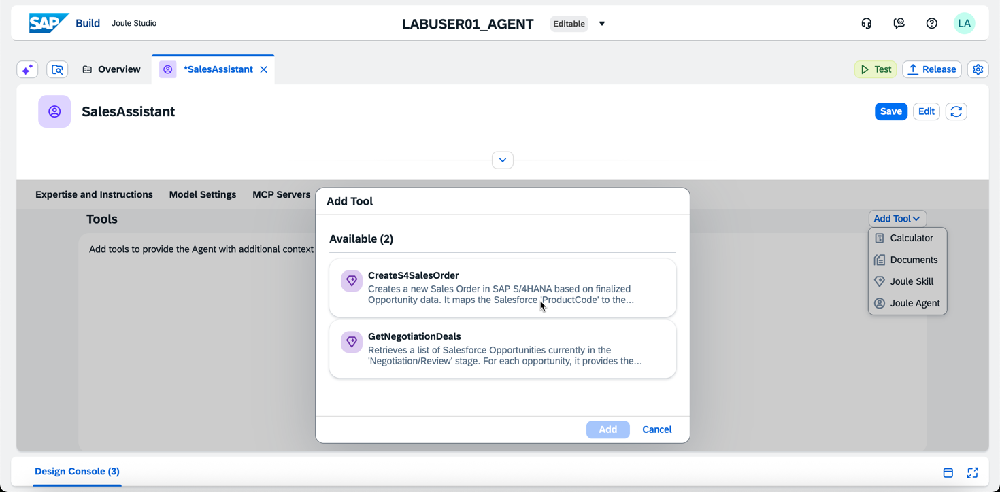 SAP Build Joule Studio
LABUSER01_AGENT Editable
LA
Overview
*SalesAssistant
Test
Release
SalesAssistant
Save
Edit
Expertise and Instructions Model Settings MCP Servers
Tools
Add Tool
Add tools to provide the Agent with additional context
Calculator
Documents
Joule Skill
Joule Agent
Add Tool
Available (2)
CreateS4SalesOrder
Creates a new Sales Order in SAP S/4HANA based on finalized
Opportunity data. It maps the Salesforce 'ProductCode' to the...
GetNegotiationDeals
Retrieves a list of Salesforce Opportunities currently in the
'Negotiation/Review' stage. For each opportunity, it provides the...
Add Cancel
Design Console (3)